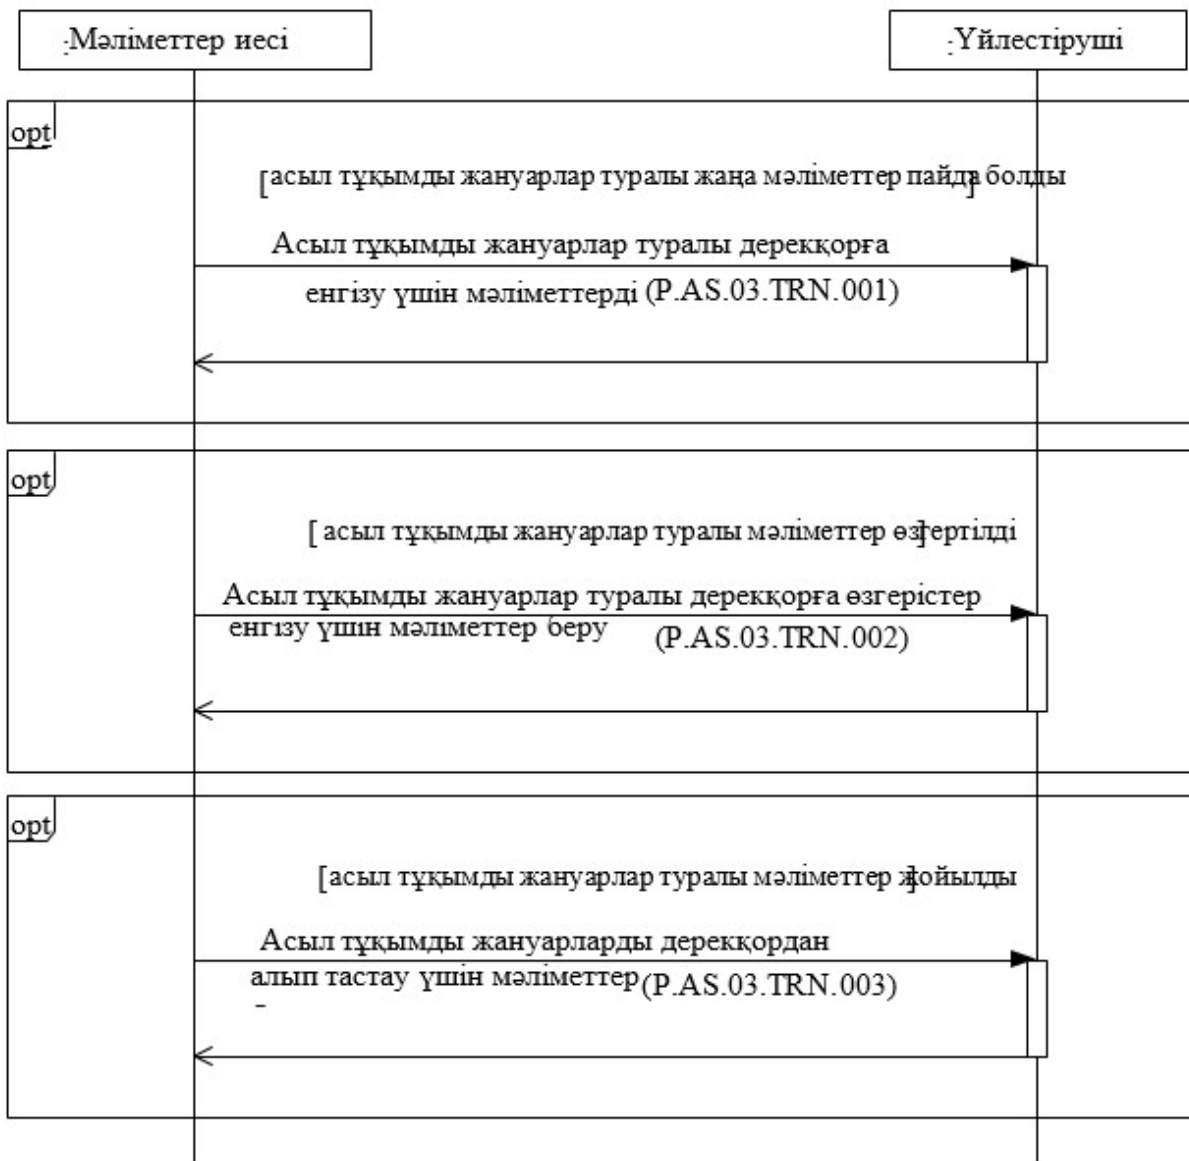 :Мәліметтер иесі
:Үйлестіруші
opt
[асыл тұқымды жануарлар туралы жаңа мәліметтер пайда болды]
Асыл тұқымды жануарлар туралы дерекқорға
енгізу үшін мәліметтерді (P.AS.03.TRN.001)
opt
[ асыл тұқымды жануарлар туралы мәліметтер өзгертілді]
Асыл тұқымды жануарлар туралы дерекқорға өзгерістер
енгізу үшін мәліметтер беру (P.AS.03.TRN.002)
opt
[асыл тұқымды жануарлар туралы мәліметтер жойылды]
Асыл тұқымды жануарларды дерекқордан
алып тастау үшін мәліметтер (P.AS.03.TRN.003)